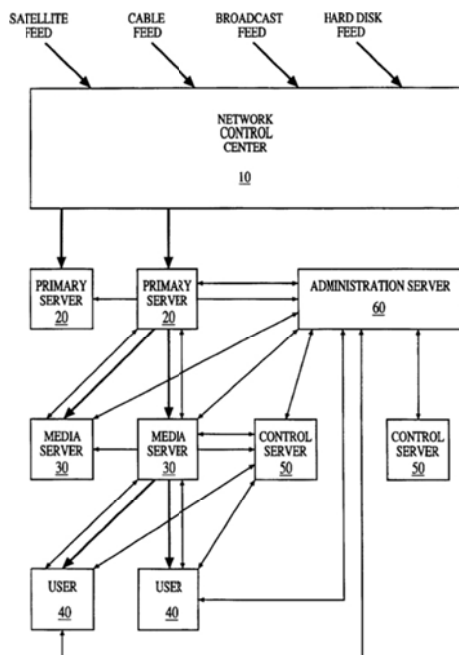 SATELLITE
FEED
CABLE
FEED
BROADCAST
FEED
HARD DISK
FEED
NETWORK
CONTROL
CENTER
10
PRIMARY
SERVER
20
PRIMARY
SERVER
20
ADMINISTRATION SERVER
60
MEDIA
SERVER
30
MEDIA
SERVER
30
CONTROL
SERVER
50
CONTROL
SERVER
50
USER
40
USER
40